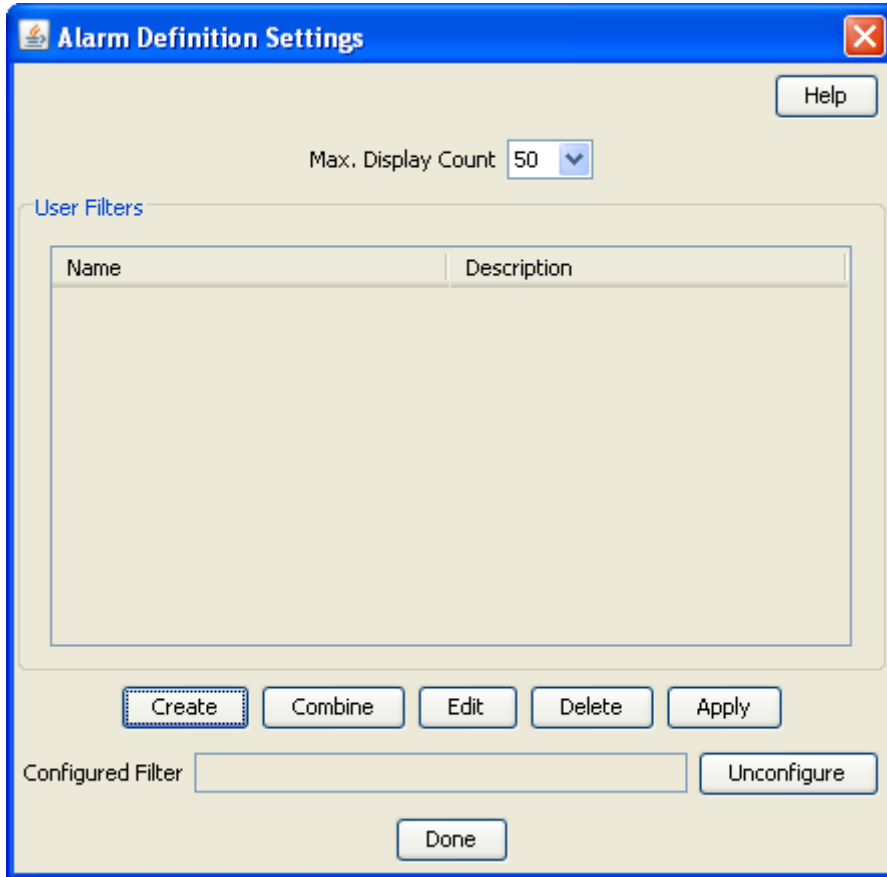 Alarm Definition Settings
Help
Max. Display Count 50
User Filters
Name Description
Create Combine Edit Delete Apply
Configured Filter Unconfigure
Done